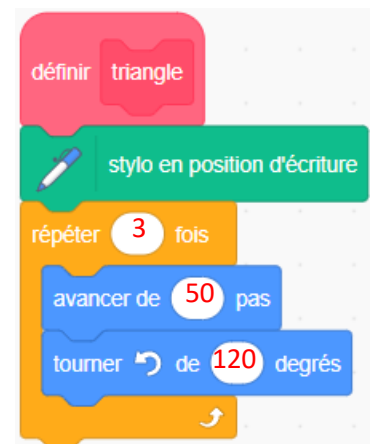 définir triangle
stylo en position d'écriture
répéter 3 fois
avancer de 50 pas
tourner de 120 degrés